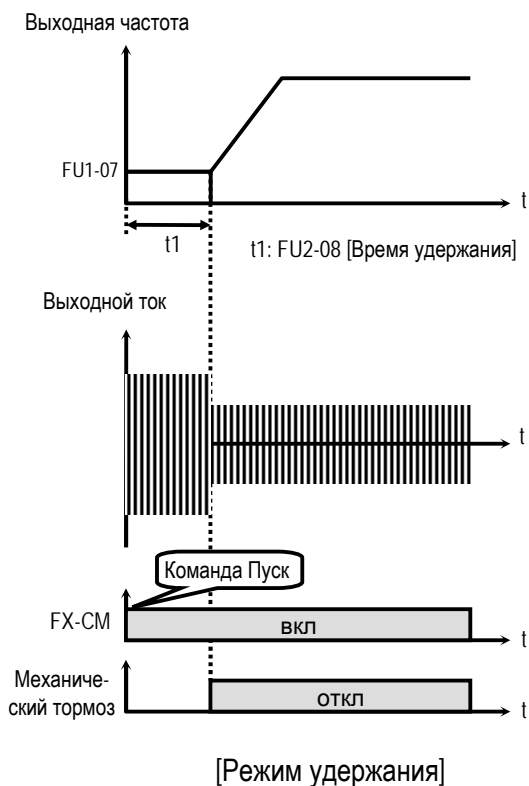 Выходная частота
FU1-07
t
t1
t1: FU2-08 [Время удержания]
Выходной ток
t
Команда Пуск
FX-CM
вкл
t
Механиче-
ский тормоз
откл
t
[Режим удержания]